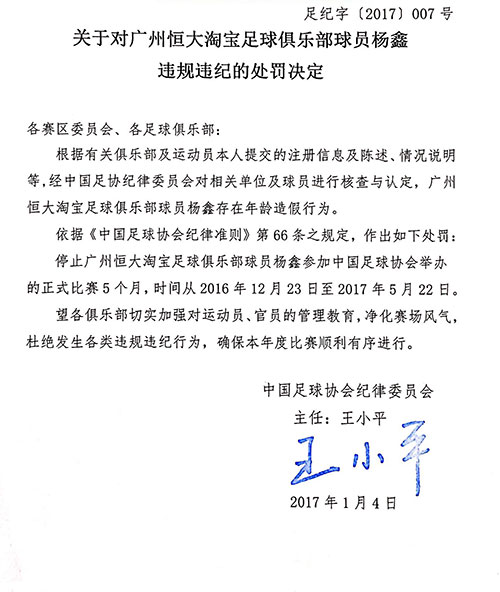 足纪字〔2017〕007 号
关于对广州恒大淘宝足球俱乐部球员杨鑫
违规违纪的处罚决定
各赛区委员会、各足球俱乐部：
根据有关俱乐部及运动员本人提交的注册信息及陈述、情况说明
等，经中国足协纪律委员会对相关单位及球员进行核查与认定，广州
恒大淘宝足球俱乐部球员杨鑫存在年龄造假行为。
依据《中国足球协会纪律准则》第 66 条之规定，作出如下处罚：
停止广州恒大淘宝足球俱乐部球员杨鑫参加中国足球协会举办
的正式比赛 5 个月，时间从 2016 年 12 月 23 日至 2017 年 5 月 22 日。
望各俱乐部切实加强对运动员、官员的管理教育，净化赛场风气，
杜绝发生各类违规违纪行为，确保本年度比赛顺利有序进行。
中国足球协会纪律委员会
主任：王小平
王小平
2017 年 1 月 4 日